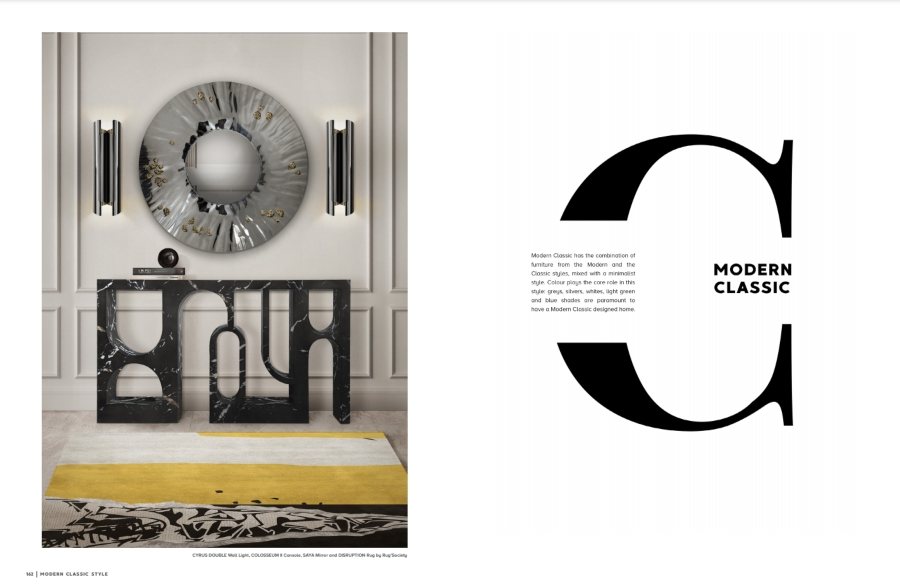 CYRUS DOUBLE Wall Light, COLOSSEUM II Console, SAYA Mirror and DISRUPTION Rug by Rug'Society
162 | MODERN CLASSIC STYLE
C
Modern Classic has the combination of
furniture from the Modern and the
Classic styles, mixed with a minimalist
style. Colour plays the core role in this
style: greys, silvers, whites, light green
and blue shades are paramount to
have a Modern Classic designed home.
MODERN
CLASSIC